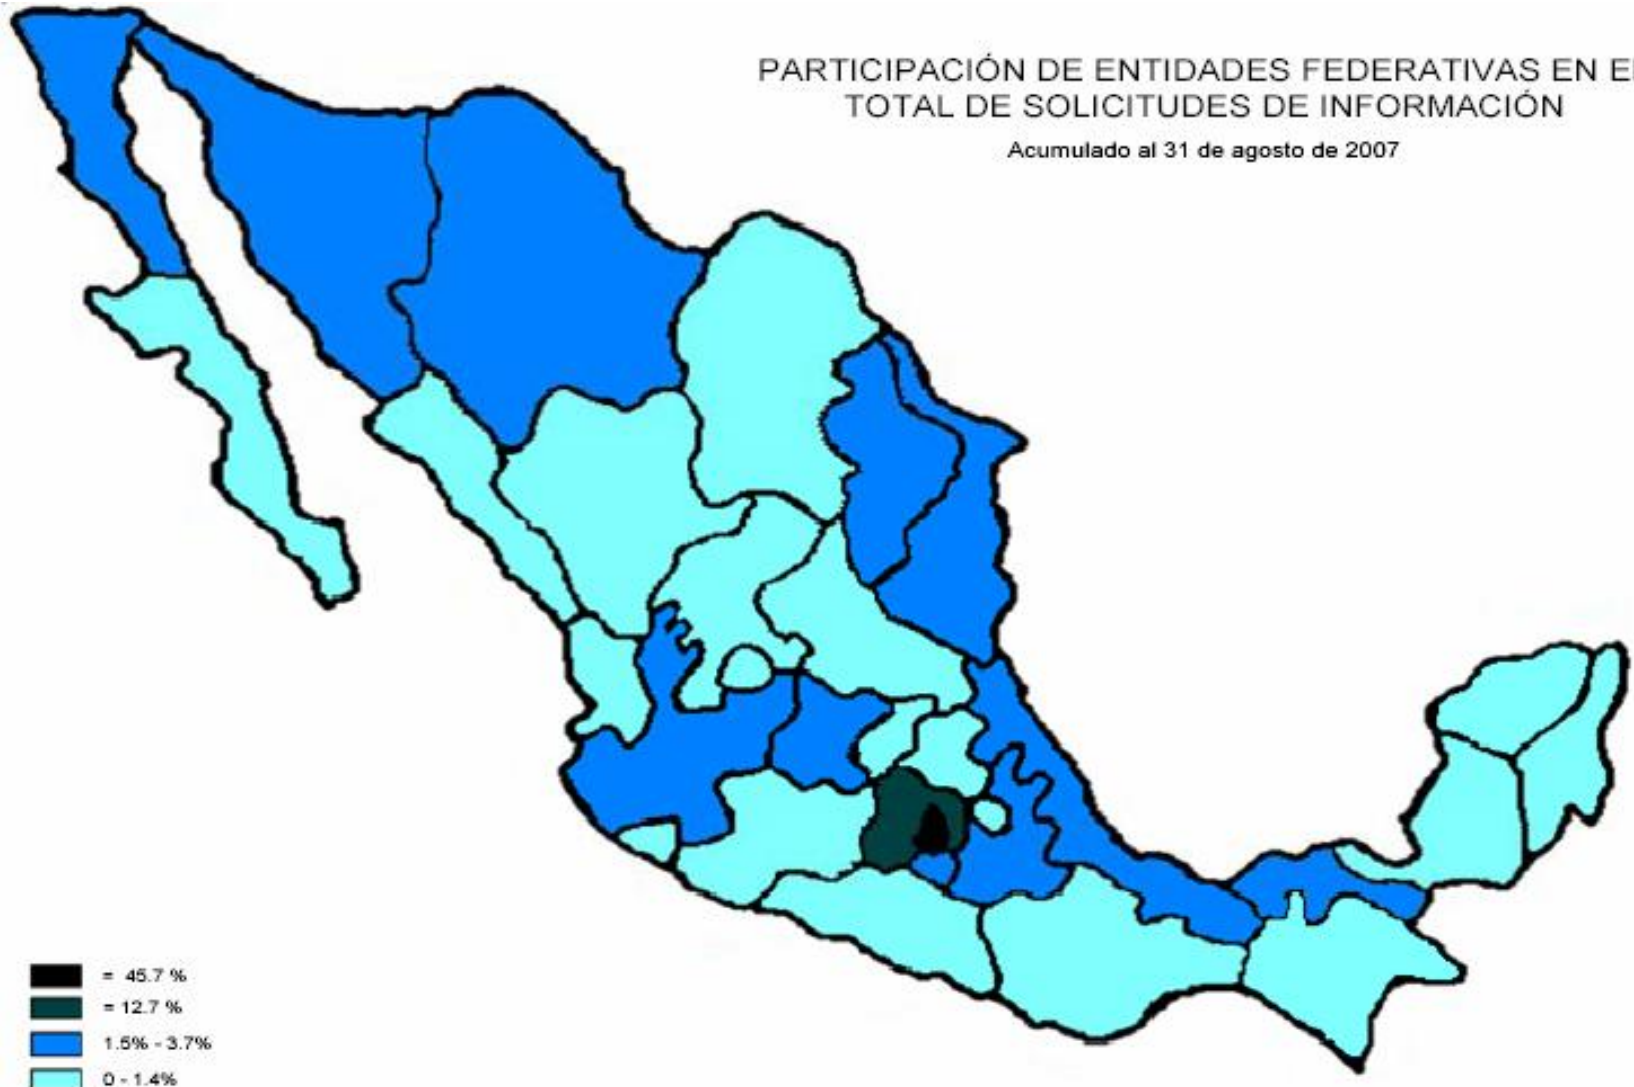 PARTICIPACIÓN DE ENTIDADES FEDERATIVAS EN E
TOTAL DE SOLICITUDES DE INFORMACIÓN
Acumulado al 31 de agosto de 2007
= 45.7 %
= 12.7 %
1.5% - 3.7%
0 - 1.4%